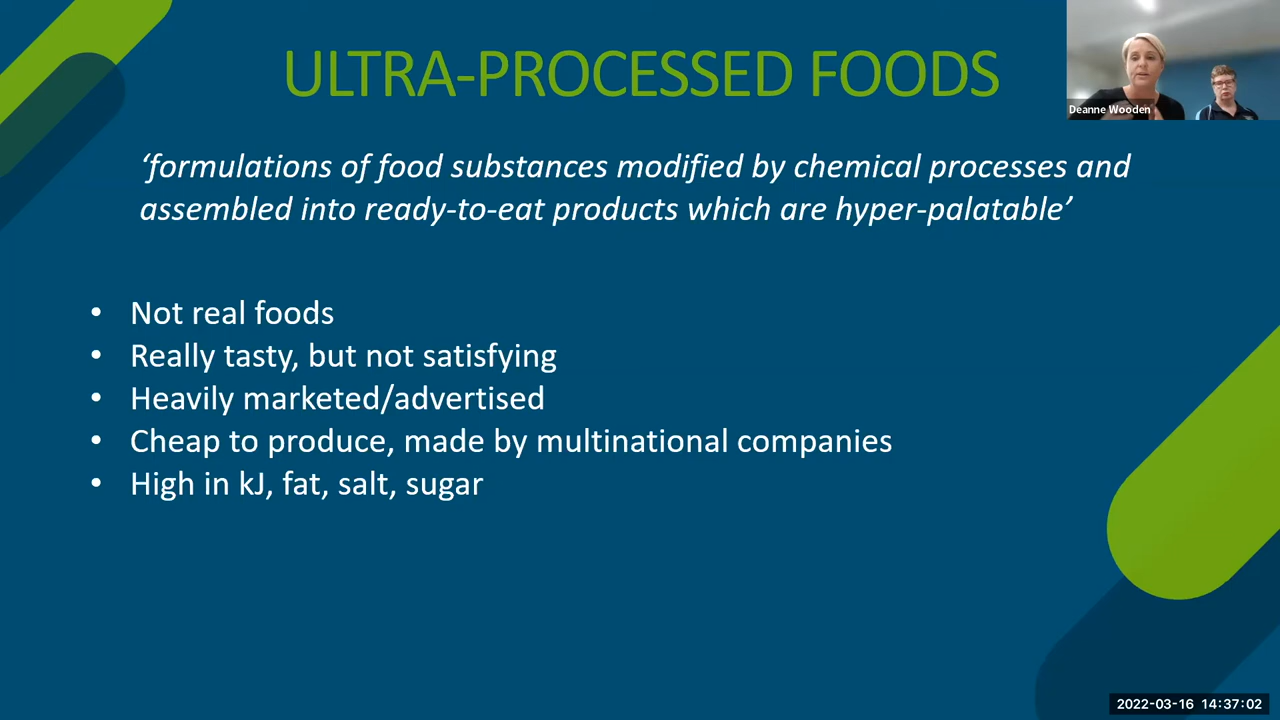 ULTRA-PROCESSED FOODS
Deanne Wooden
‘formulations of food substances modified by chemical processes and
assembled into ready-to-eat products which are hyper-palatable’
• Not real foods
• Really tasty, but not satisfying
• Heavily marketed/advertised
• Cheap to produce, made by multinational companies
• High in kJ, fat, salt, sugar
2022-03-16 14:37:02